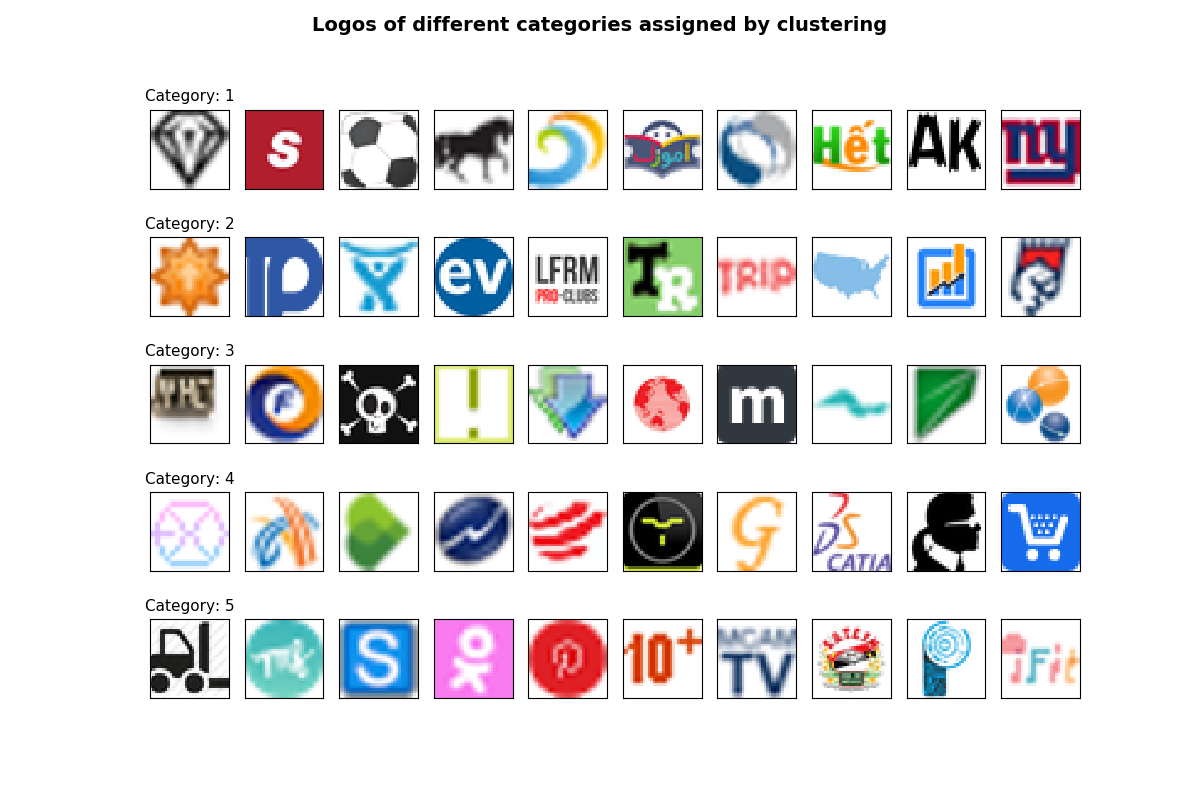 Logos of different categories assigned by clustering
Category: 1
S
آموزک
Hết
AK
ny
Category: 2
ev
LFRM
PRO-CLUBS
TR
TRIP
Category: 3
F
!
m
Category: 4
G
DS
CATIA
Category: 5
S
10+
MCAM
TV
P
iFit